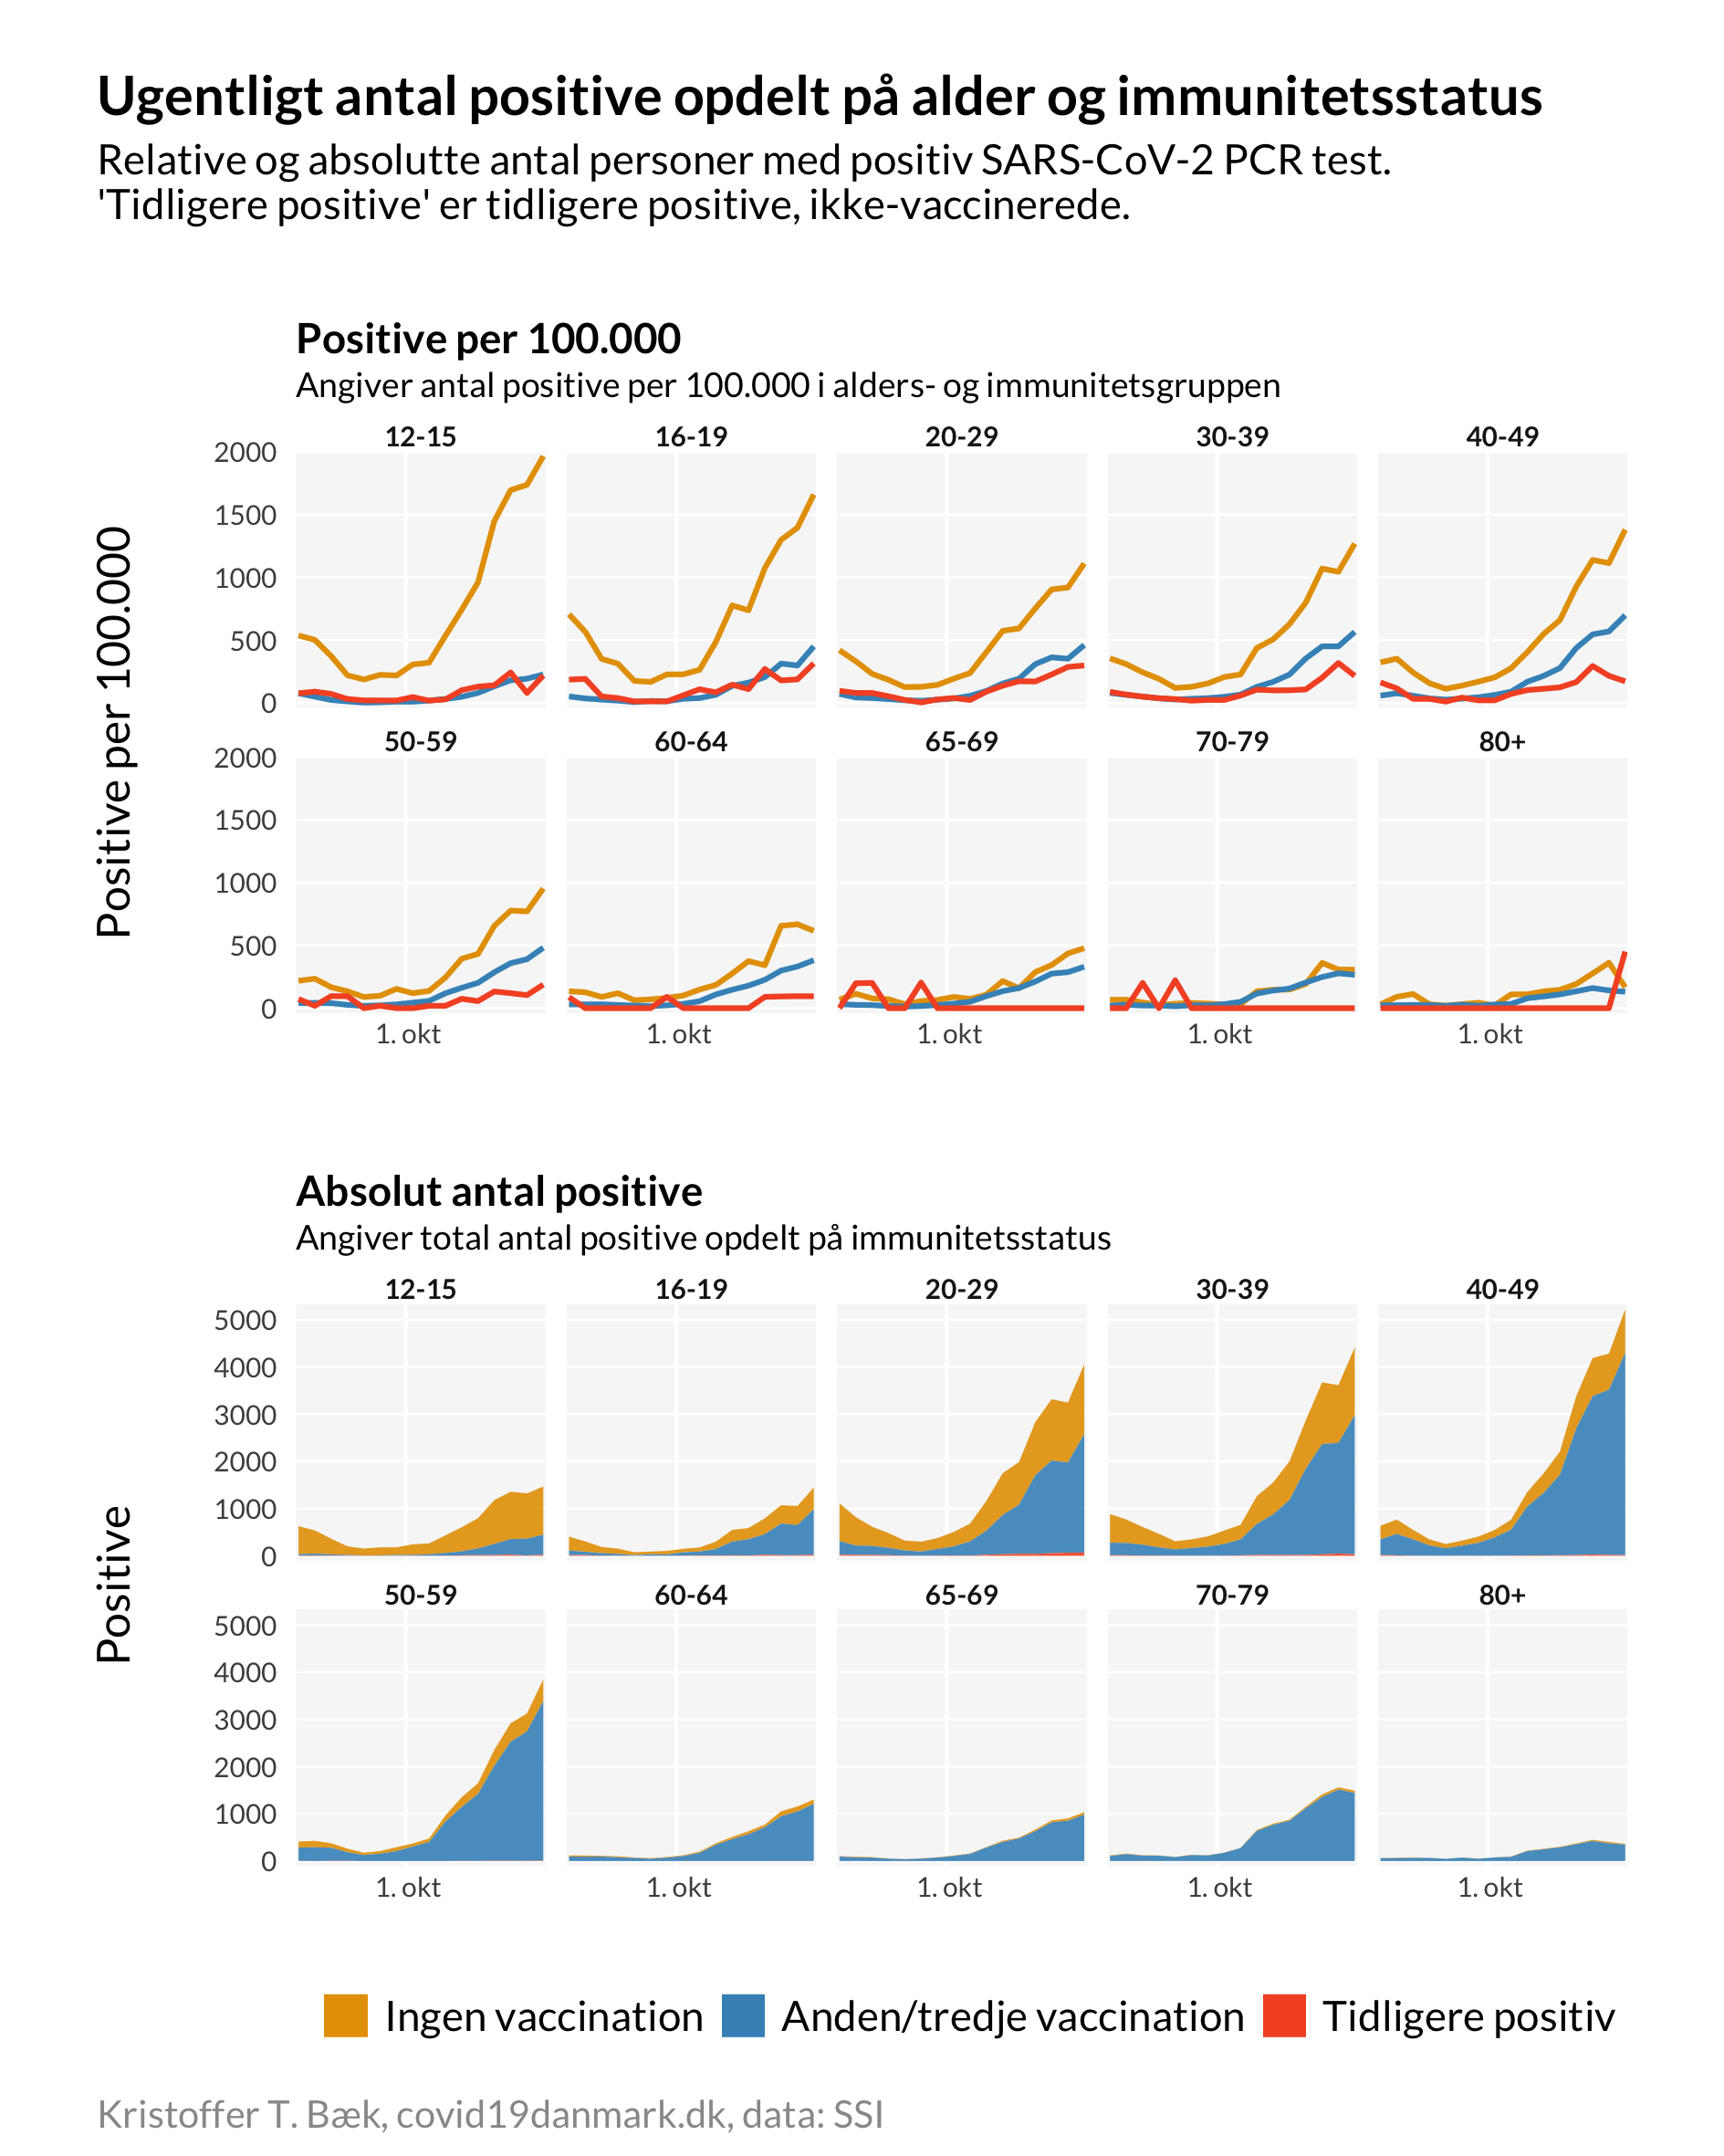 Ugentligt antal positive opdelt på alder og immunitetsstatus
Relative og absolutte antal personer med positiv SARS-CoV-2 PCR test.
'Tidligere positive' er tidligere positive, ikke-vaccinerede.
Positive per 100.000
Angiver antal positive per 100.000 i alders- og immunitetsgruppen
Positive per 100.000
12-15 16-19 20-29 30-39 40-49
2000
1500
1000
500
0
50-59 60-64 65-69 70-79 80+
2000
1500
1000
500
0
1. okt 1. okt 1. okt 1. okt 1. okt
Absolut antal positive
Angiver total antal positive opdelt på immunitetsstatus
Positive
12-15 16-19 20-29 30-39 40-49
5000
4000
3000
2000
1000
0
50-59 60-64 65-69 70-79 80+
5000
4000
3000
2000
1000
0
1. okt 1. okt 1. okt 1. okt 1. okt
Ingen vaccination Anden/tredje vaccination Tidligere positiv
Kristoffer T. Bæk, covid19danmark.dk, data: SSI